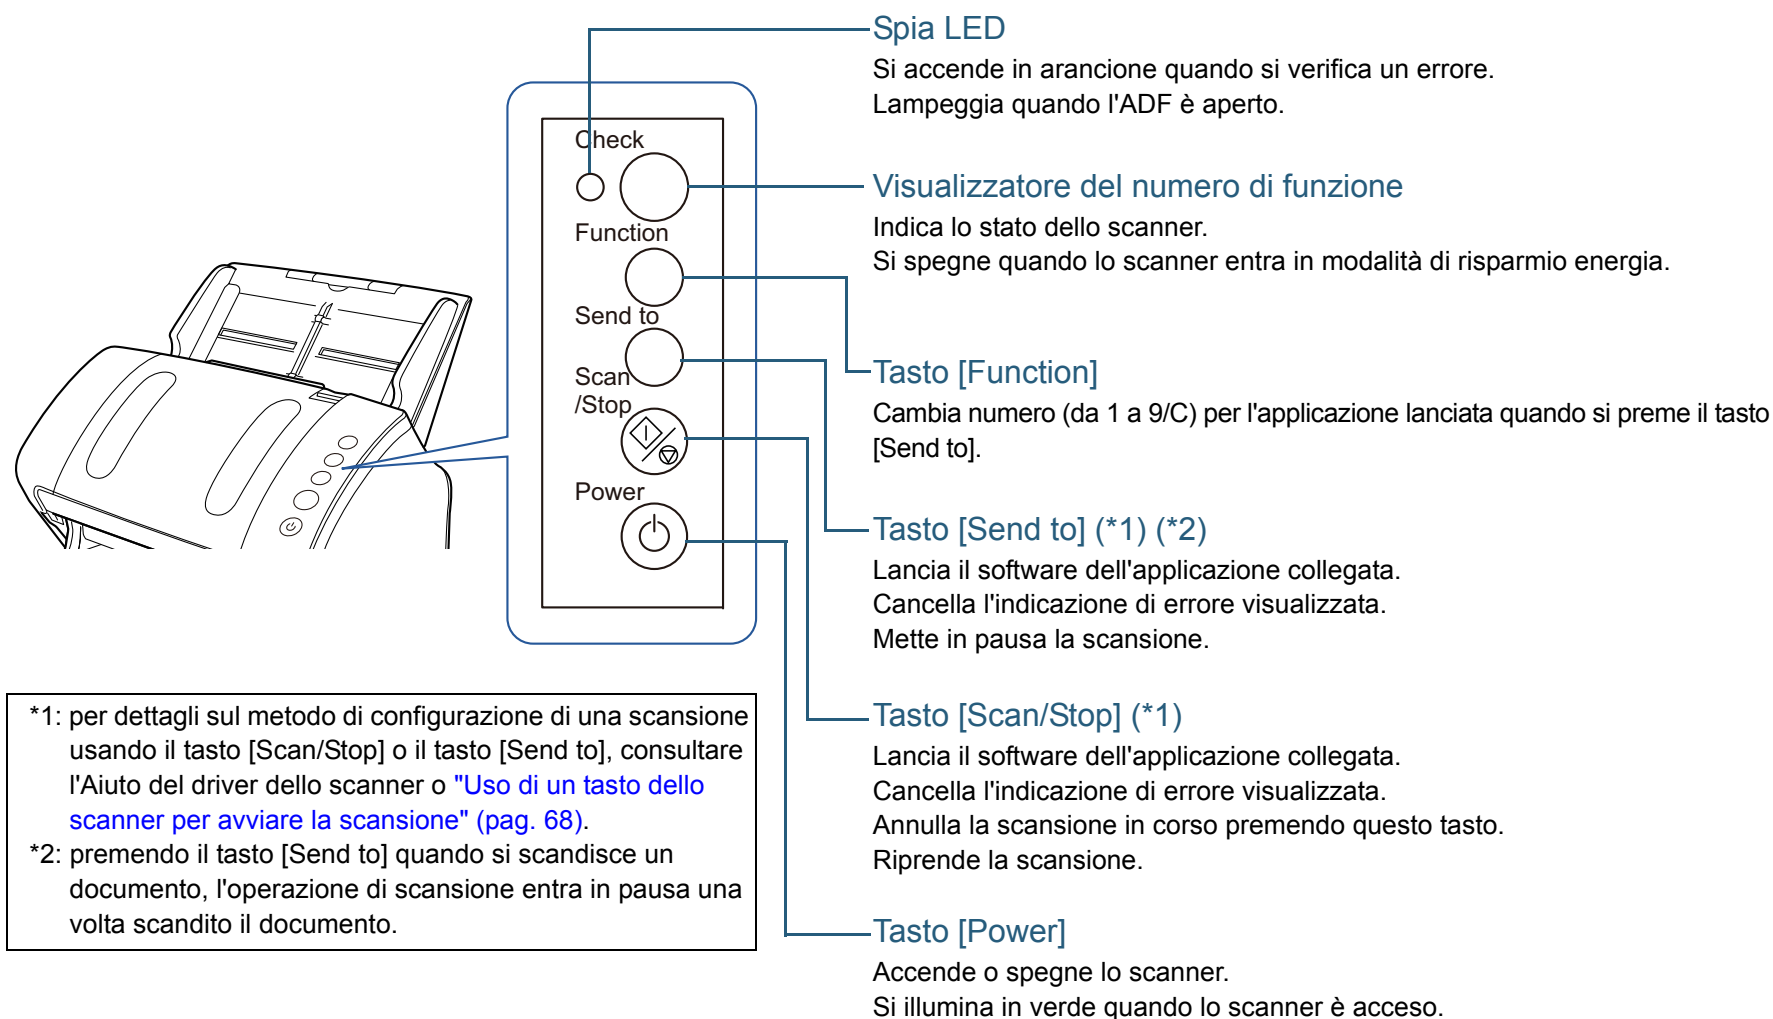 Spia LED
Si accende in arancione quando si verifica un errore.
Lampeggia quando l'ADF è aperto.
Check
Visualizzatore del numero di funzione
Indica lo stato dello scanner.
Si spegne quando lo scanner entra in modalità di risparmio energia.
Function
Send to
Scan
/Stop
Power
Tasto [Function]
Cambia numero (da 1 a 9/C) per l'applicazione lanciata quando si preme il tasto
[Send to].
Tasto [Send to] (*1) (*2)
Lancia il software dell'applicazione collegata.
Cancella l'indicazione di errore visualizzata.
Mette in pausa la scansione.
Tasto [Scan/Stop] (*1)
Lancia il software dell'applicazione collegata.
Cancella l'indicazione di errore visualizzata.
Annulla la scansione in corso premendo questo tasto.
Riprende la scansione.
Tasto [Power]
Accende o spegne lo scanner.
Si illumina in verde quando lo scanner è acceso.
*1: per dettagli sul metodo di configurazione di una scansione
usando il tasto [Scan/Stop] o il tasto [Send to], consultare
l'Aiuto del driver dello scanner o "Uso di un tasto dello
scanner per avviare la scansione" (pag. 68).
*2: premendo il tasto [Send to] quando si scandisce un
documento, l'operazione di scansione entra in pausa una
volta scandito il documento.